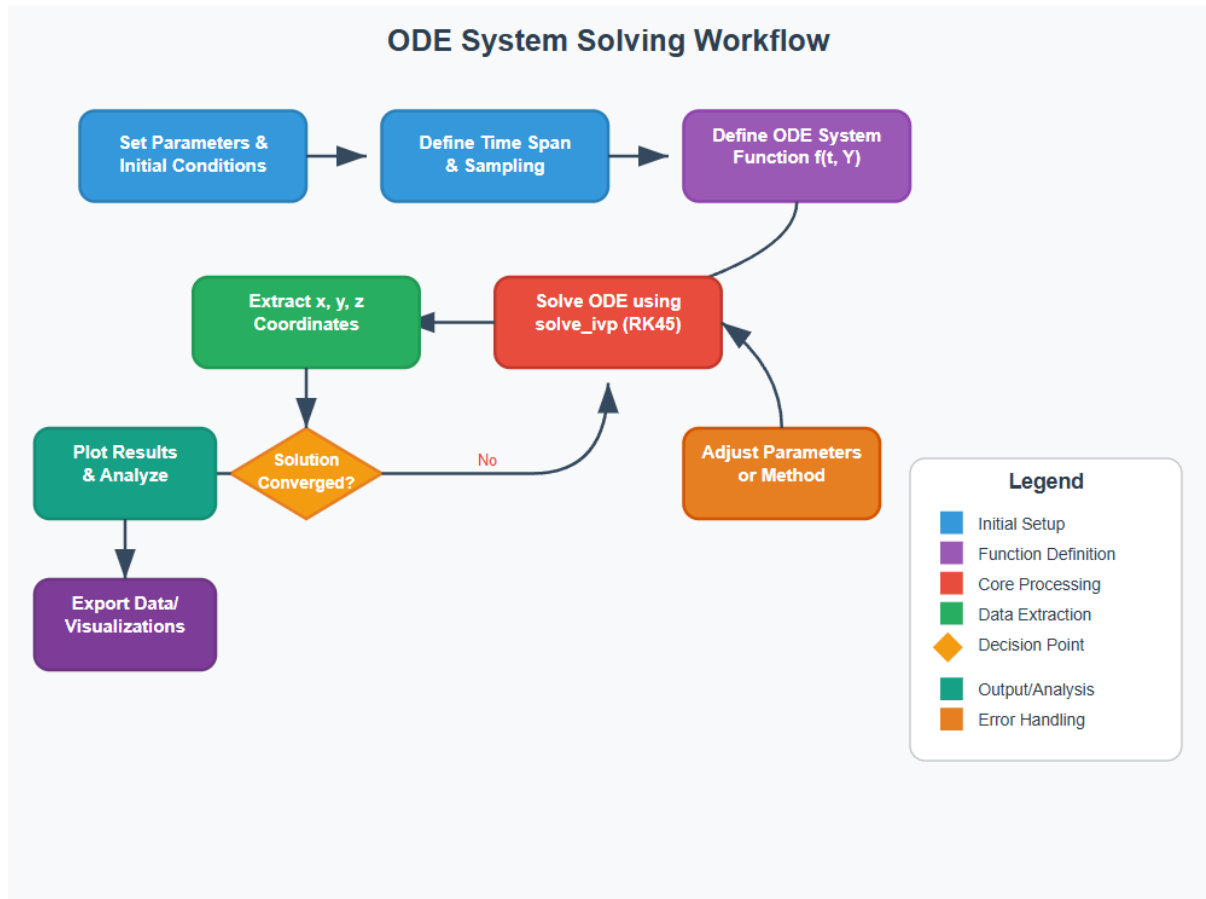 ODE System Solving Workflow
Set Parameters &
Initial Conditions
Define Time Span
& Sampling
Define ODE System
Function f(t, Y)
Extract x, y, z
Coordinates
Solve ODE using
solve_ivp (RK45)
Plot Results
& Analyze
Solution
Converged?
No
Adjust Parameters
or Method
Export Data/
Visualizations
Legend
Initial Setup
Function Definition
Core Processing
Data Extraction
Decision Point
Output/Analysis
Error Handling